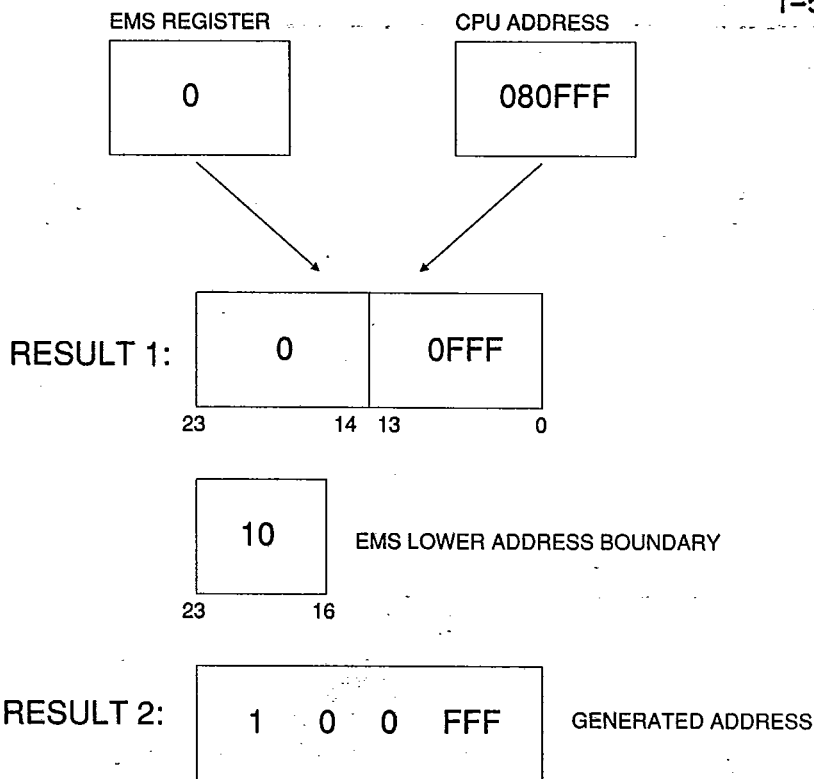 EMS REGISTER
CPU ADDRESS
0
080FFF
RESULT 1:
0
0FFF
23
14
13
0
10
EMS LOWER ADDRESS BOUNDARY
23
16
RESULT 2:
1 0 0 FFF
GENERATED ADDRESS